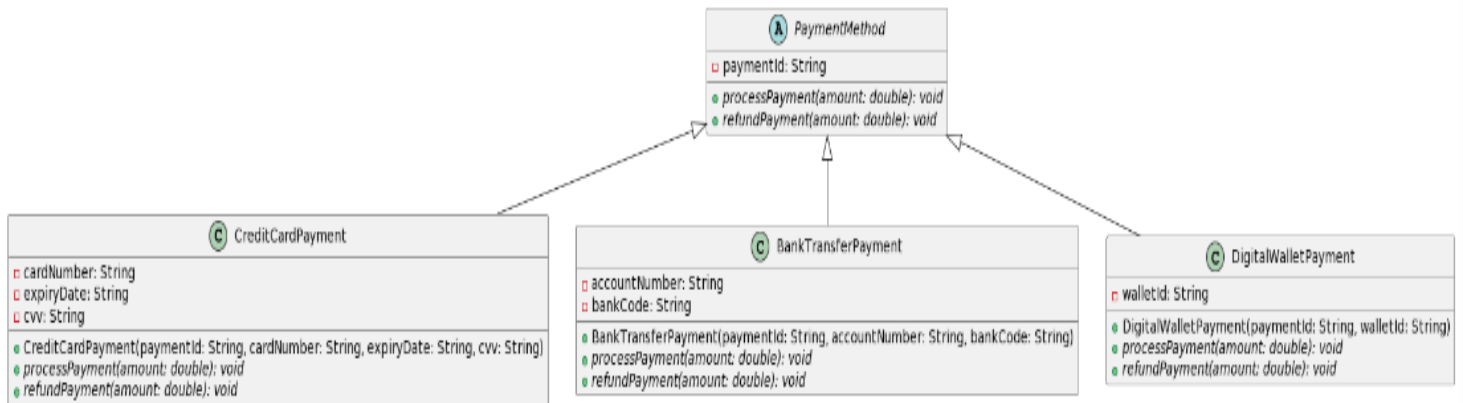 A PaymentMethod
paymentId: String
processPayment(amount: double): void
refundPayment(amount: double): void
C CreditCardPayment
cardNumber: String
expiryDate: String
cvv: String
CreditCardPayment(paymentId: String, cardNumber: String, expiryDate: String, cvv: String)
processPayment(amount: double): void
refundPayment(amount: double): void
C BankTransferPayment
accountNumber: String
bankCode: String
BankTransferPayment(paymentId: String, accountNumber: String, bankCode: String)
processPayment(amount: double): void
refundPayment(amount: double): void
C DigitalWalletPayment
walletId: String
DigitalWalletPayment(paymentId: String, walletId: String)
processPayment(amount: double): void
refundPayment(amount: double): void